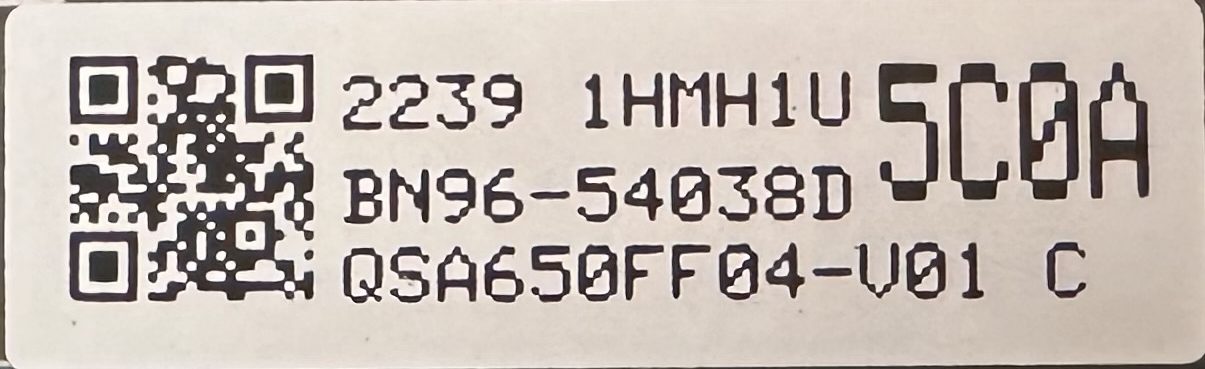 2239 1HMH1U 5C0A
BN96-54038D
QSA650FF04-V01 C